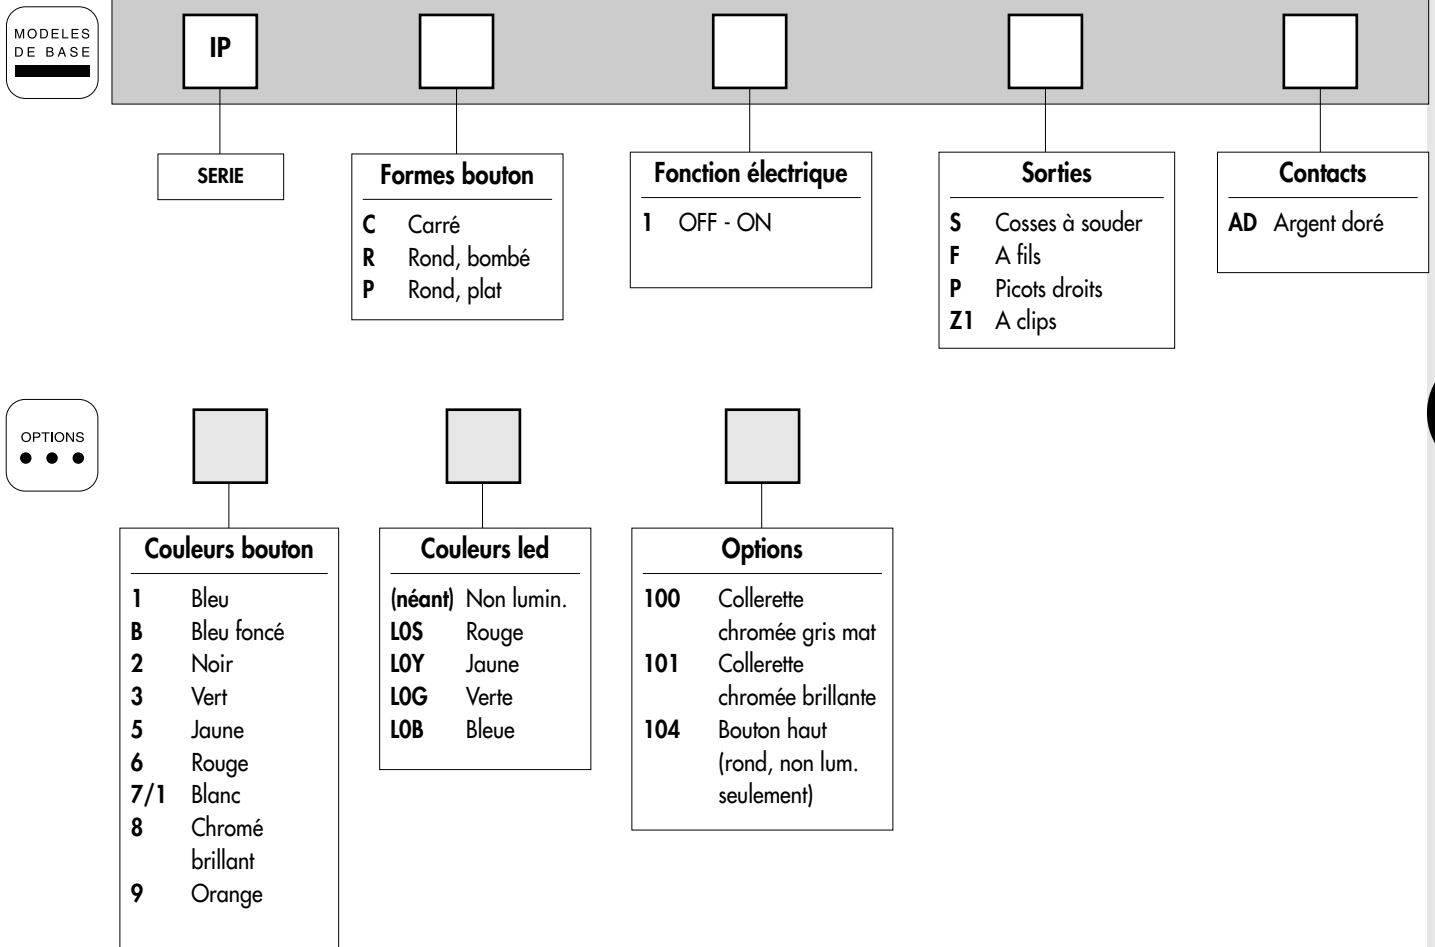 MODELES
DE BASE
IP
SERIE
Formes bouton
C Carré
R Rond, bombé
P Rond, plat
Fonction électrique
1 OFF - ON
Sorties
S Cosses à souder
F A fils
P Picots droits
Z1 A clips
Contacts
AD Argent doré
OPTIONS
Couleurs bouton
1 Bleu
B Bleu foncé
2 Noir
3 Vert
5 Jaune
6 Rouge
7/1 Blanc
8 Chromé
brillant
9 Orange
Couleurs led
(néant) Non lumin.
L0S Rouge
L0Y Jaune
L0G Verte
L0B Bleue
Options
100 Collerette
chromée gris mat
101 Collerette
chromée brillante
104 Bouton haut
(rond, non lum.
seulement)